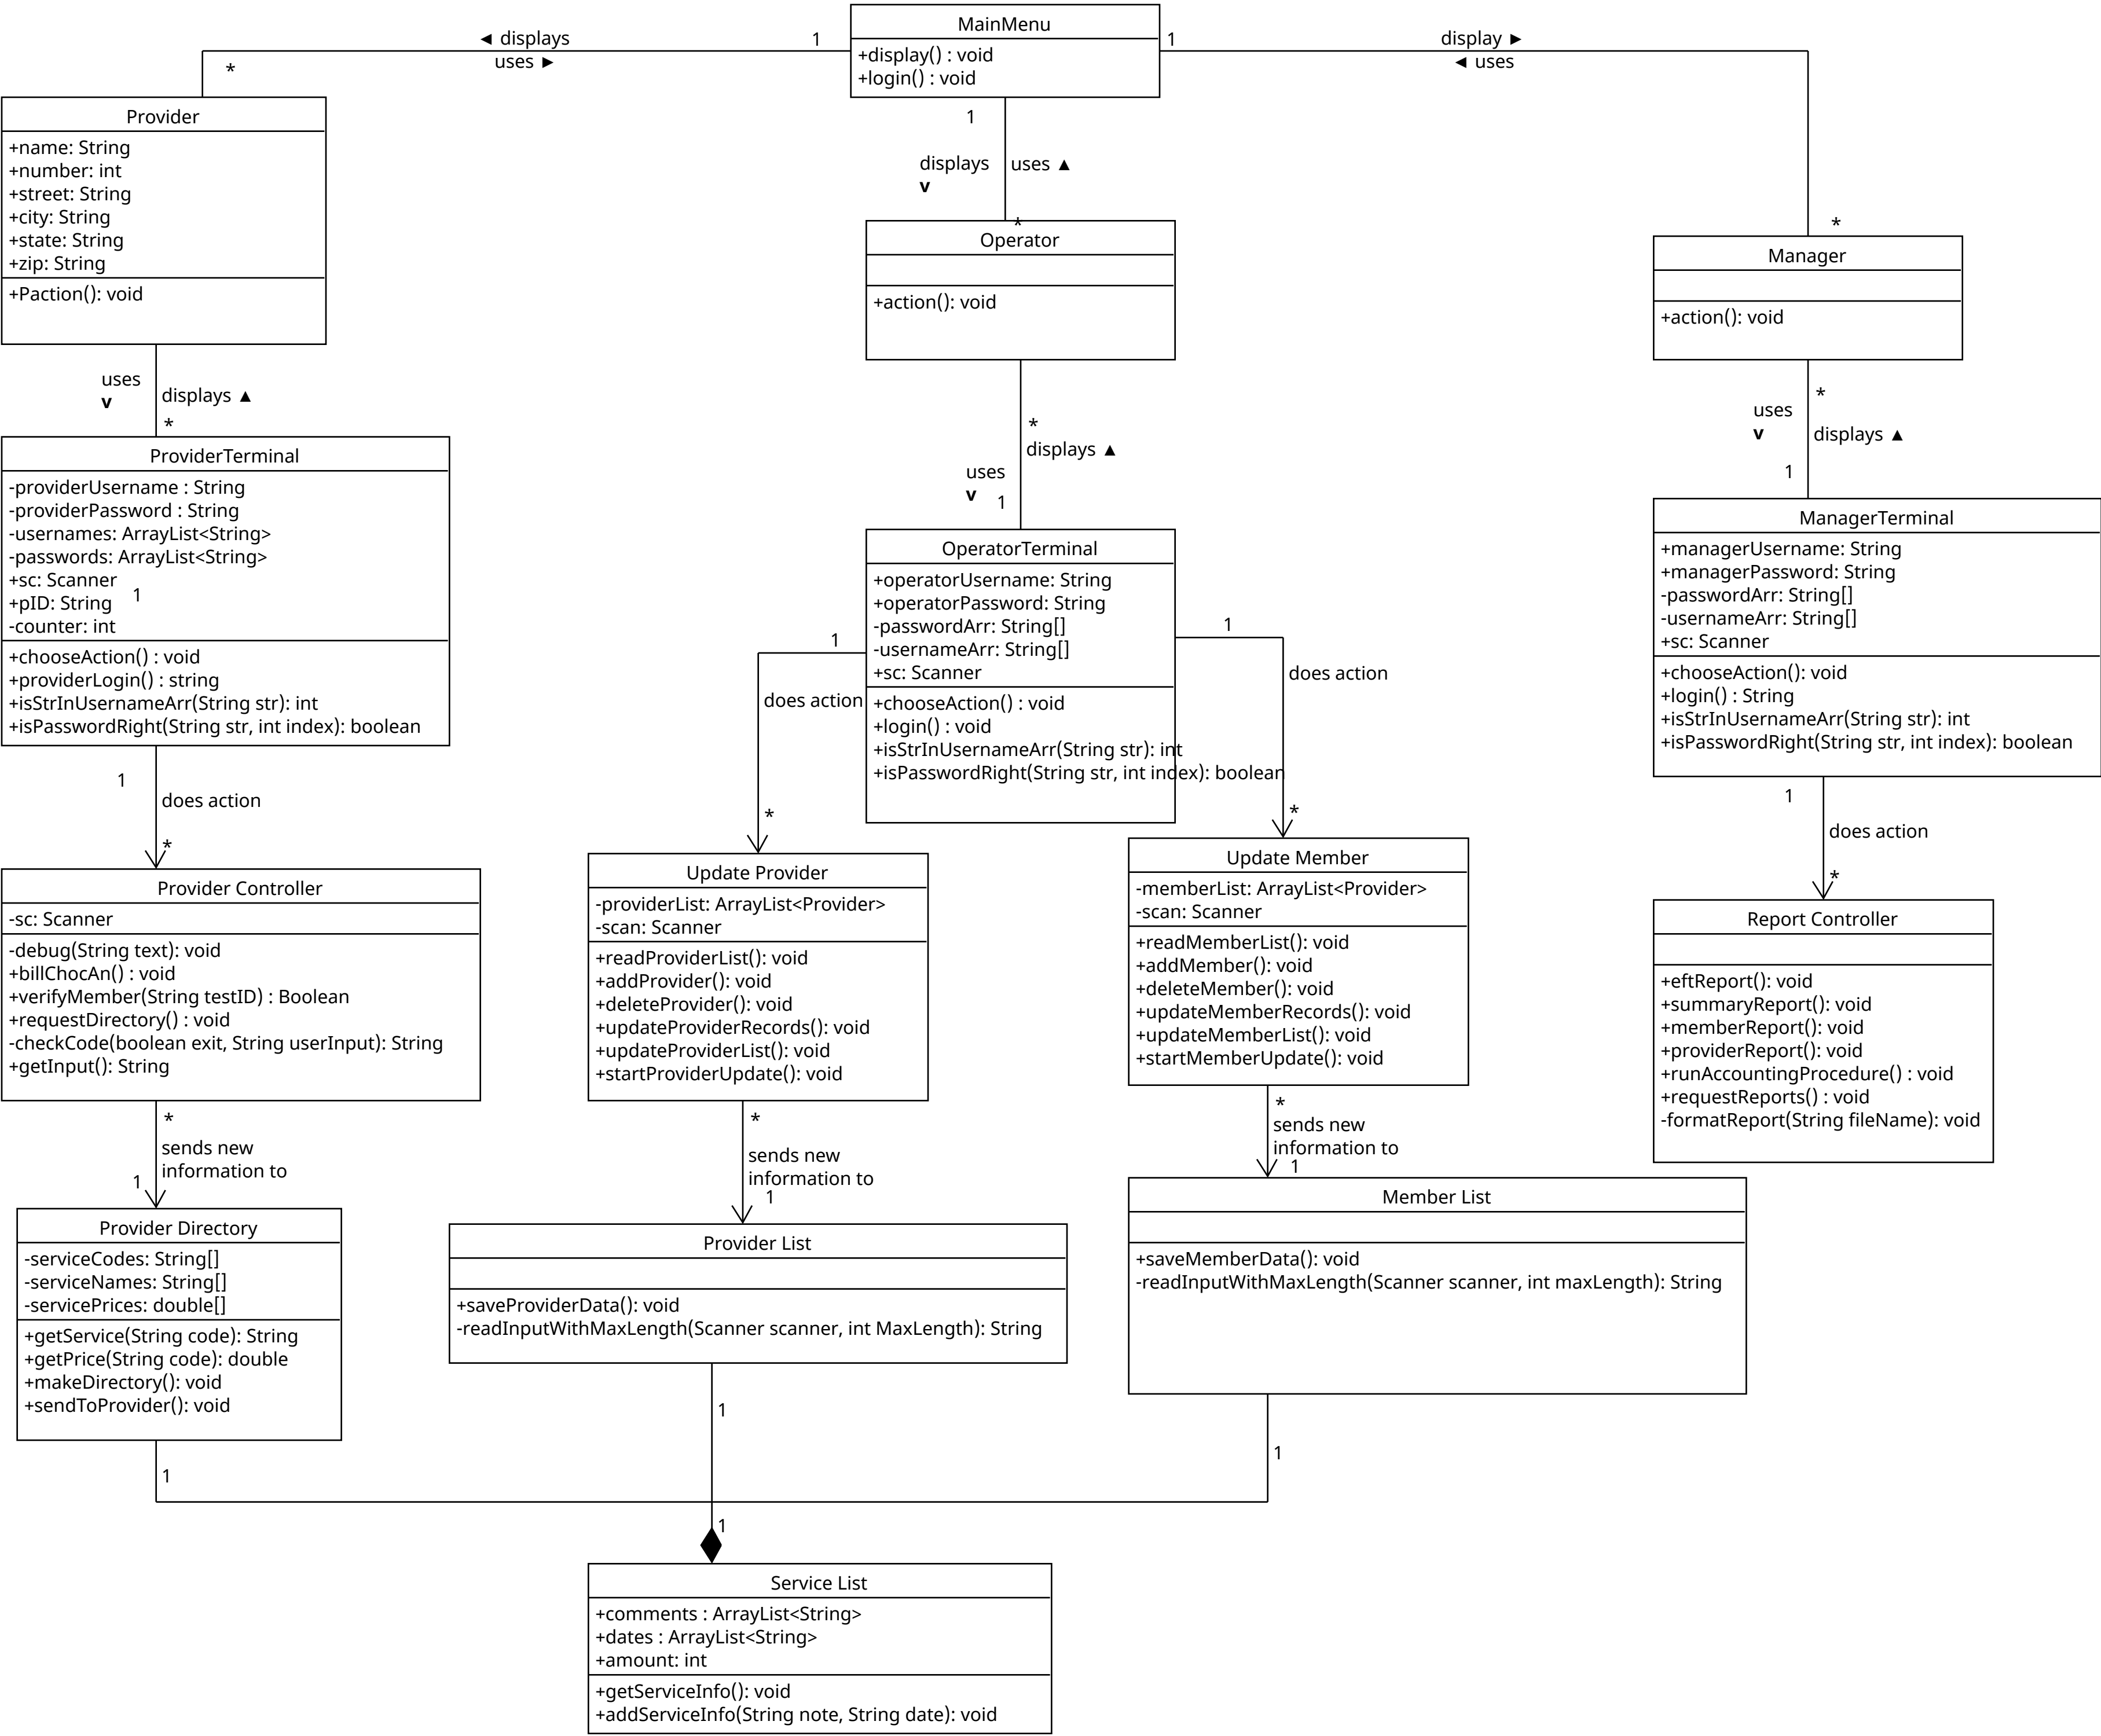 MainMenu
+display() : void
+login() : void
◄ displays
uses ►
1
*
display ►
◄ uses
1
*
1
displays
v
uses ▲
*
Provider
+name: String
+number: int
+street: String
+city: String
+state: String
+zip: String
+Paction(): void
Operator
+action(): void
Manager
+action(): void
uses
v
displays ▲
*
*
displays ▲
uses
v
1
*
uses
v
displays ▲
1
ProviderTerminal
-providerUsername : String
-providerPassword : String
-usernames: ArrayList<String>
-passwords: ArrayList<String>
+sc: Scanner
+pID: String
1
-counter: int
+chooseAction() : void
+providerLogin() : string
+isStrInUsernameArr(String str): int
+isPasswordRight(String str, int index): boolean
OperatorTerminal
+operatorUsername: String
+operatorPassword: String
-passwordArr: String[]
-usernameArr: String[]
+sc: Scanner
+chooseAction() : void
+login() : void
+isStrInUsernameArr(String str): int
+isPasswordRight(String str, int index): boolean
ManagerTerminal
+managerUsername: String
+managerPassword: String
-passwordArr: String[]
-usernameArr: String[]
+sc: Scanner
+chooseAction(): void
+login() : String
+isStrInUsernameArr(String str): int
+isPasswordRight(String str, int index): boolean
1
does action
*
1
does action
*
1
does action
*
1
does action
*
Provider Controller
-sc: Scanner
-debug(String text): void
+billChocAn() : void
+verifyMember(String testID) : Boolean
+requestDirectory() : void
-checkCode(boolean exit, String userInput): String
+getInput(): String
Update Provider
-providerList: ArrayList<Provider>
-scan: Scanner
+readProviderList(): void
+addProvider(): void
+deleteProvider(): void
+updateProviderRecords(): void
+updateProviderList(): void
+startProviderUpdate(): void
Update Member
-memberList: ArrayList<Provider>
-scan: Scanner
+readMemberList(): void
+addMember(): void
+deleteMember(): void
+updateMemberRecords(): void
+updateMemberList(): void
+startMemberUpdate(): void
Report Controller
+eftReport(): void
+summaryReport(): void
+memberReport(): void
+providerReport(): void
+runAccountingProcedure() : void
+requestReports() : void
-formatReport(String fileName): void
*
sends new
information to
1
*
sends new
information to
1
*
sends new
information to
1
Provider Directory
-serviceCodes: String[]
-serviceNames: String[]
-servicePrices: double[]
+getService(String code): String
+getPrice(String code): double
+makeDirectory(): void
+sendToProvider(): void
Provider List
+saveProviderData(): void
-readInputWithMaxLength(Scanner scanner, int MaxLength): String
Member List
+saveMemberData(): void
-readInputWithMaxLength(Scanner scanner, int maxLength): String
1
1
1
1
Service List
+comments : ArrayList<String>
+dates : ArrayList<String>
+amount: int
+getServiceInfo(): void
+addServiceInfo(String note, String date): void